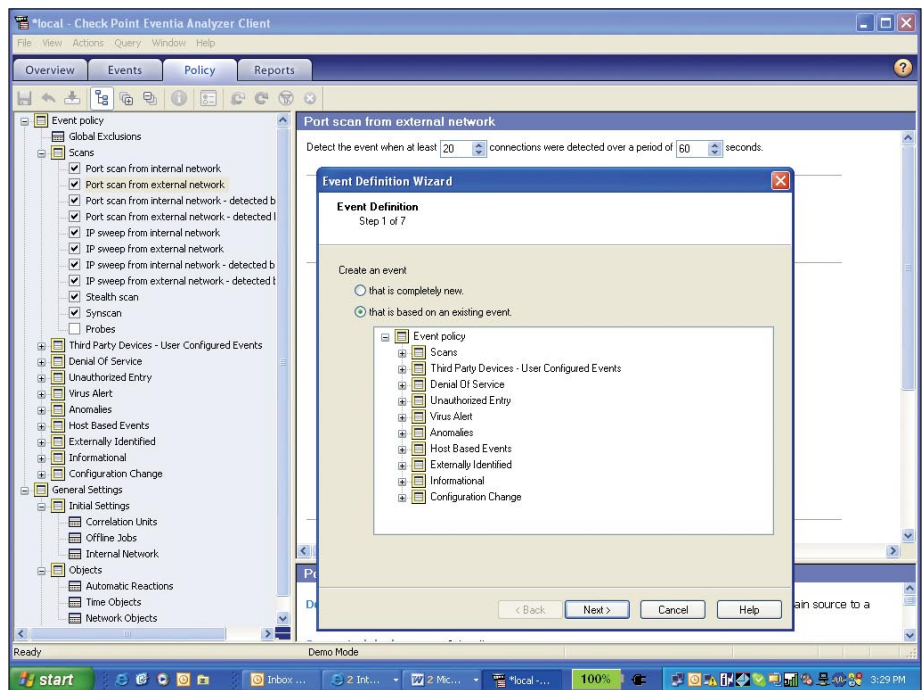 *local - Check Point Eventia Analyzer Client
File View Actions Query Window Help
Overview Events Policy Reports
Event policy
Global Exclusions
Scans
Port scan from internal network
Port scan from external network
Port scan from internal network - detected b
Port scan from external network - detected
IP sweep from internal network
IP sweep from external network
IP sweep from internal network - detected b
IP sweep from external network - detected
Stealth scan
Synscan
Probes
Third Party Devices - User Configured Events
Denial Of Service
Unauthorized Entry
Virus Alert
Anomalies
Host Based Events
Externally Identified
Informational
Configuration Change
General Settings
Initial Settings
Correlation Units
Offline Jobs
Internal Network
Objects
Automatic Reactions
Time Objects
Network Objects
Port scan from external network
Detect the event when at least 20 connections were detected over a period of 60 seconds.
Event Definition Wizard
Event Definition
Step 1 of 7
Create an event
that is completely new.
that is based on an existing event.
Event policy
Scans
Third Party Devices - User Configured Events
Denial Of Service
Unauthorized Entry
Virus Alert
Anomalies
Host Based Events
Externally Identified
Informational
Configuration Change
< Back Next > Cancel Help
Po
ain source to a
Ready Demo Mode
start Inbox ... 2 Int... 2 Mic... *local -... 100% 3:29 PM